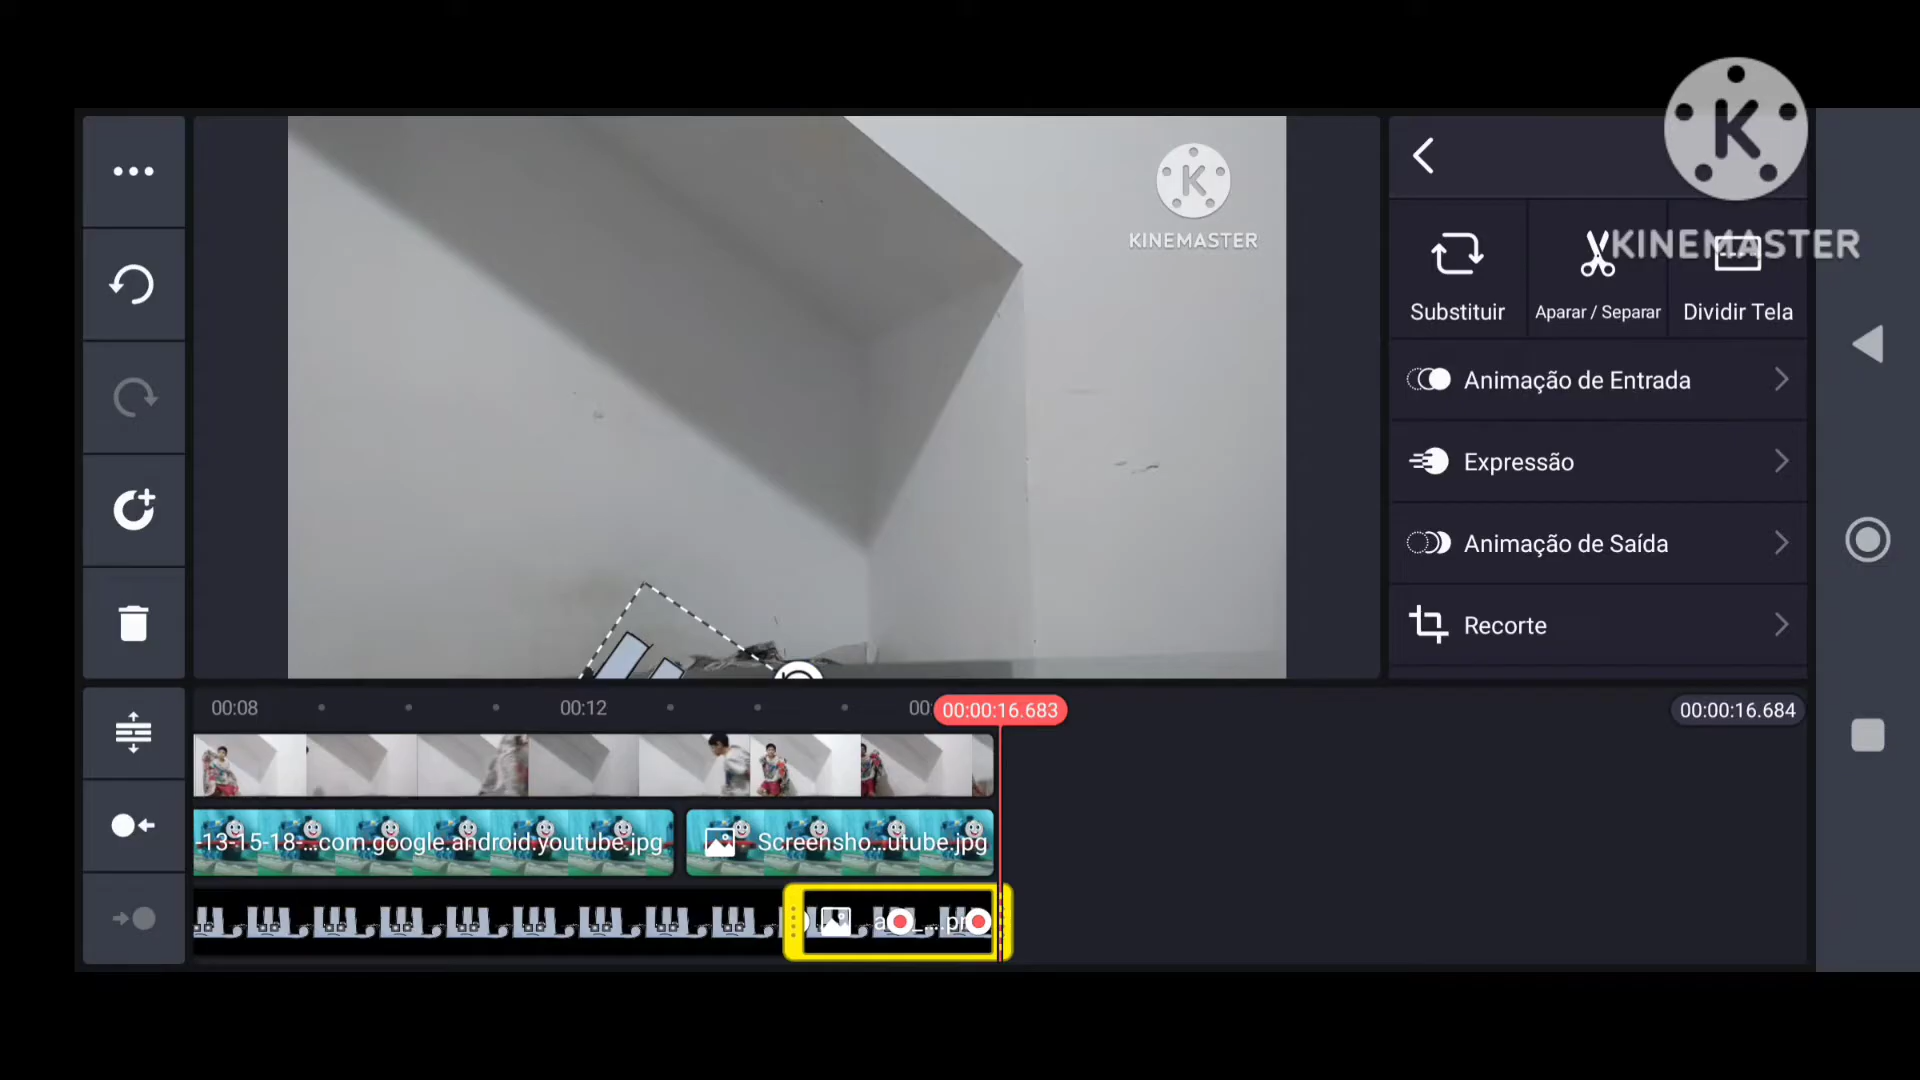 K
KINEMASTER
K
KINEMASTER
Substituir
Aparar / Separar
Dividir Tela
Animação de Entrada
Expressão
Animação de Saída
Recorte
00:08
00:12
00:
00:00:16.683
00:00:16.684
-13-15-18-...com.google.android.youtube.jpg
Screensho...utube.jpg